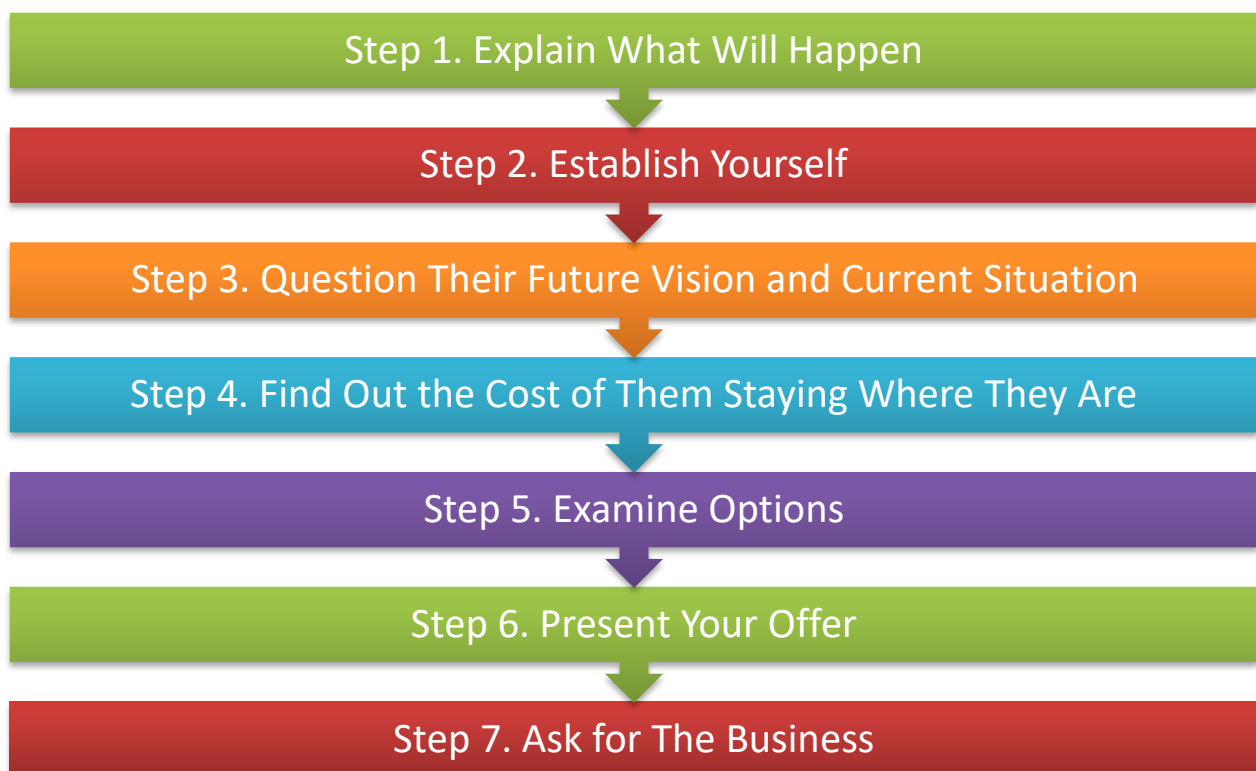 Step 1. Explain What Will Happen
Step 2. Establish Yourself
Step 3. Question Their Future Vision and Current Situation
Step 4. Find Out the Cost of Them Staying Where They Are
Step 5. Examine Options
Step 6. Present Your Offer
Step 7. Ask for The Business